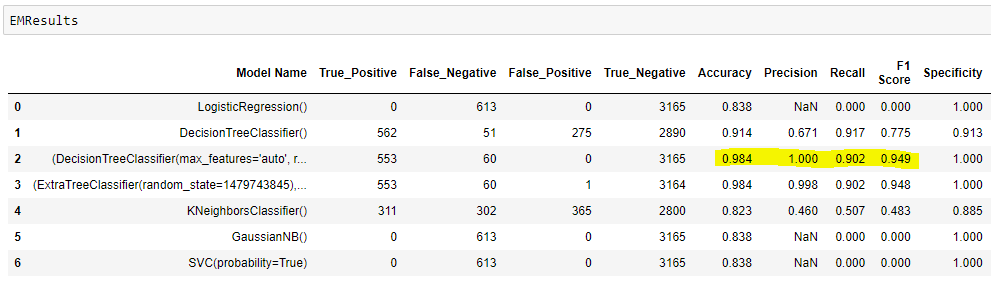 EMResults
Model Name True_Positive False_Negative False_Positive True_Negative Accuracy Precision Recall F1 Score Specificity
0 LogisticRegression() 0 613 0 3165 0.838 NaN 0.000 0.000 1.000
1 DecisionTreeClassifier() 562 51 275 2890 0.914 0.671 0.917 0.775 0.913
2 (DecisionTreeClassifier(max_features='auto', r... 553 60 0 3165 0.984 1.000 0.902 0.949 1.000
3 (ExtraTreeClassifier(random_state=1479743845),... 553 60 1 3164 0.984 0.998 0.902 0.948 1.000
4 KNeighborsClassifier() 311 302 365 2800 0.823 0.460 0.507 0.483 0.885
5 GaussianNB() 0 613 0 3165 0.838 NaN 0.000 0.000 1.000
6 SVC(probability=True) 0 613 0 3165 0.838 NaN 0.000 0.000 1.000